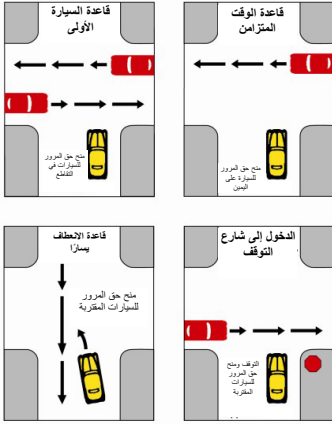 قاعدة الوقت
المتزامن
منح حق المرور
للسيارة على
اليمين
قاعدة السيارة
الأولى
منح حق المرور
للسيارات في
التقاطع
الدخول إلى شارع
التوقف
التوقف ومنح
حق المرور
للسيارات
المقتربة
قاعدة الانعطاف
يسارًا
منح حق المرور
للسيارات المقتربة